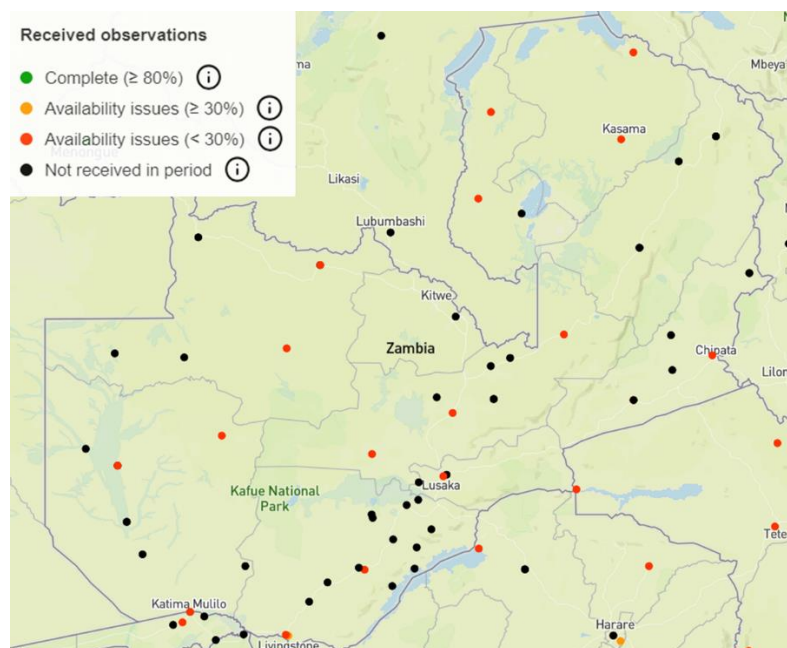 Received observations
Complete (≥ 80%) i
Availability issues (≥ 30%) i
Availability issues (< 30%) i
Not received in period i
Mbeya
Kasama
Likasi
Lubumbashi
Kitwe
Zambia
Chipata
Lusaka
Kafue National
Park
Tete
Katima Mulilo
Harare
Livingstone